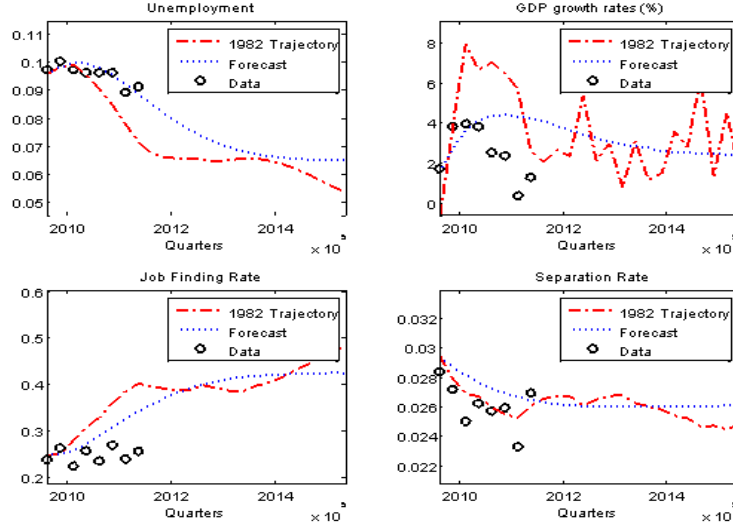 Unemployment
0.11
0.1
0.09
0.08
0.07
0.06
0.05
1982 Trajectory
Forecast
Data
2010
2012
2014
Quarters
GDP growth rates (%)
8
6
4
2
0
1982 Trajectory
Forecast
Data
2010
2012
2014
Quarters
Job Finding Rate
0.6
0.5
0.4
0.3
0.2
1982 Trajectory
Forecast
Data
2010
2012
2014
Quarters
Separation Rate
0.032
0.03
0.028
0.026
0.024
0.022
1982 Trajectory
Forecast
Data
2010
2012
2014
Quarters